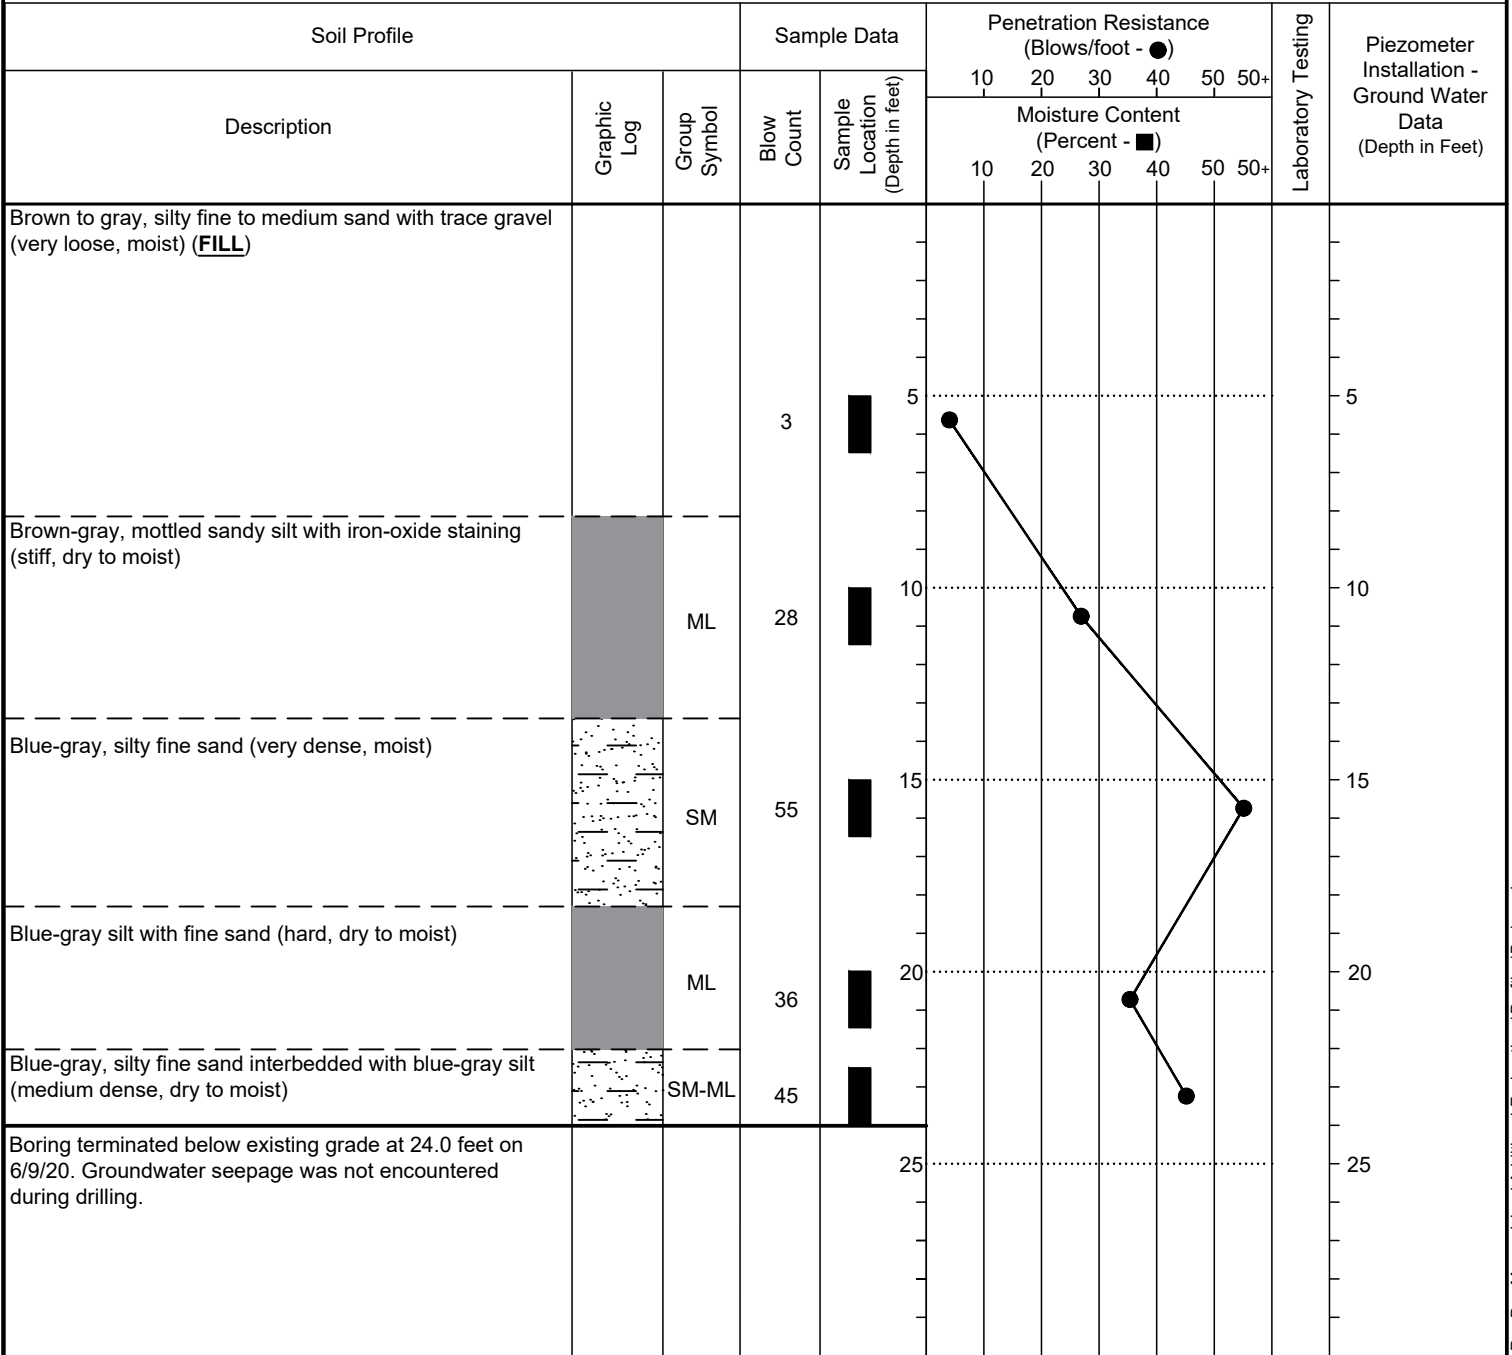 Soil Profile
Sample Data
Penetration Resistance
(Blows/foot - ●)
10 20 30 40 50 50+
Moisture Content
(Percent - ■)
10 20 30 40 50 50+
Laboratory Testing
Piezometer
Installation -
Ground Water
Data
(Depth in Feet)
Description
Graphic
Log
Group
Symbol
Blow
Count
Sample
Location
(Depth in feet)
Brown to gray, silty fine to medium sand with trace gravel
(very loose, moist) (FILL)
5 5
3
Brown-gray, mottled sandy silt with iron-oxide staining
(stiff, dry to moist)
10 10
ML 28
Blue-gray, silty fine sand (very dense, moist)
15 15
SM 55
Blue-gray silt with fine sand (hard, dry to moist)
20 20
ML 36
Blue-gray, silty fine sand interbedded with blue-gray silt
(medium dense, dry to moist)
SM-ML 45
Boring terminated below existing grade at 24.0 feet on
6/9/20. Groundwater seepage was not encountered
during drilling.
25 25